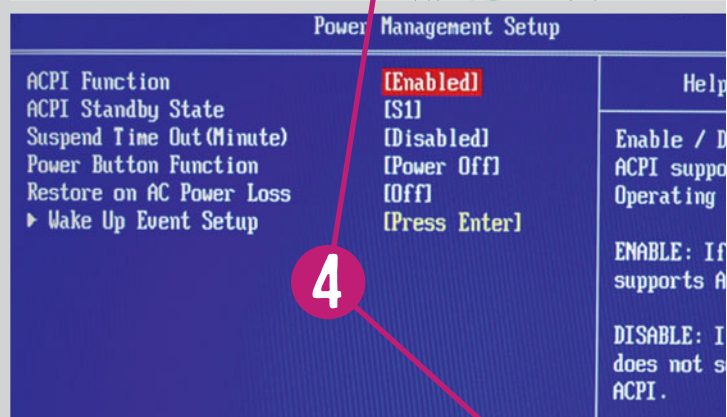 Power Management Setup
ACPI Function [Enabled]
ACPI Standby State [S1]
Suspend Time Out(Minute) [Disabled]
Power Button Function [Power Off]
Restore on AC Power Loss [Off]
▶ Wake Up Event Setup [Press Enter]
4
Help
Enable / D
ACPI suppo
Operating
ENABLE: If
supports A
DISABLE: I
does not s
ACPI.